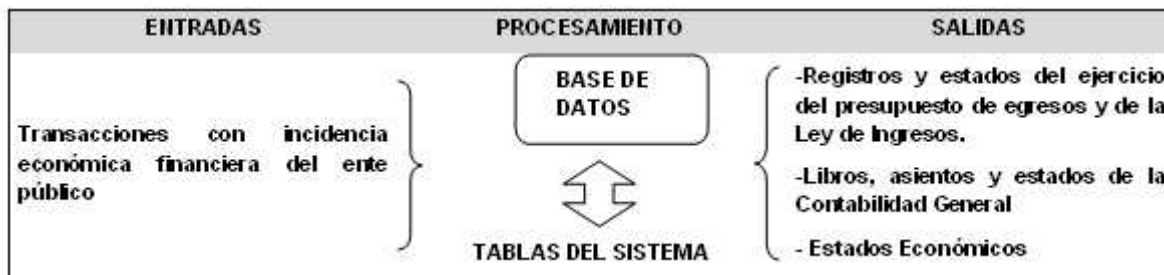 ENTRADAS PROCESAMIENTO SALIDAS
Transacciones con incidencia
económica financiera del ente
público
BASE DE
DATOS
TABLAS DEL SISTEMA
-Registros y estados del ejercicio
del presupuesto de egresos y de la
Ley de Ingresos.
-Libros, asientos y estados de la
Contabilidad General
- Estados Económicos